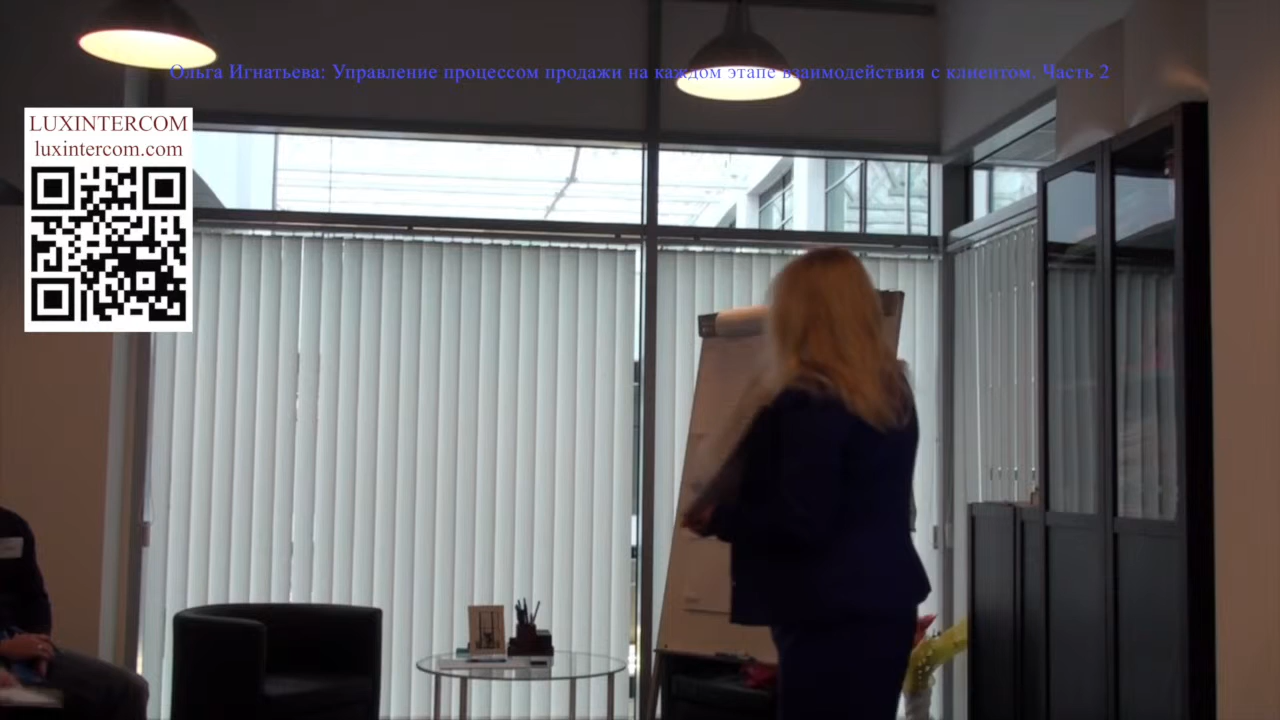 Ольга Игнатьева: Управление процессом продажи на каждом этапе взаимодействия с клиентом. Часть 2
LUXINTERCOM
luxintercom.com